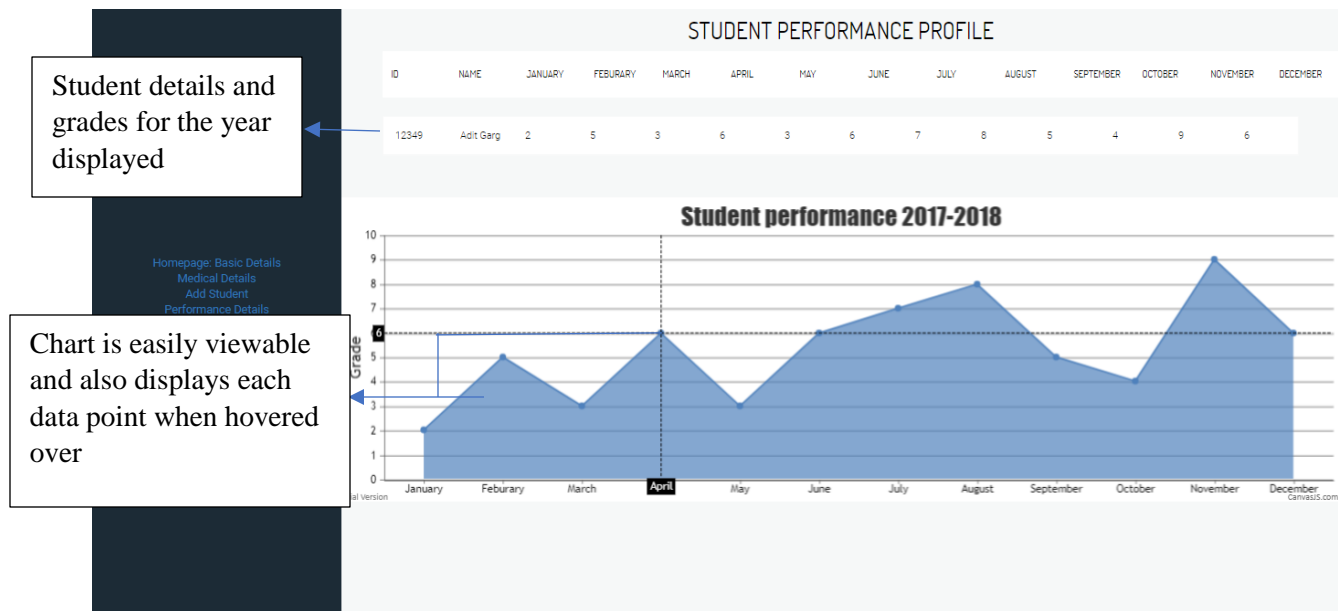 STUDENT PERFORMANCE PROFILE
ID NAME JANUARY FEBURARY MARCH APRIL MAY JUNE JULY AUGUST SEPTEMBER OCTOBER NOVEMBER DECEMBER
12349 Adit Garg 2 5 3 6 3 6 7 8 5 4 9 6
Student details and
grades for the year
displayed
Homepage: Basic Details
Medical Details
Add Student
Performance Details
Chart is easily viewable
and also displays each
data point when hovered
over
Student performance 2017-2018
Grade
10
9
8
7
6
5
4
3
2
1
0
January Feburary March April May June July August September October November December
Version
CanvasJS.com